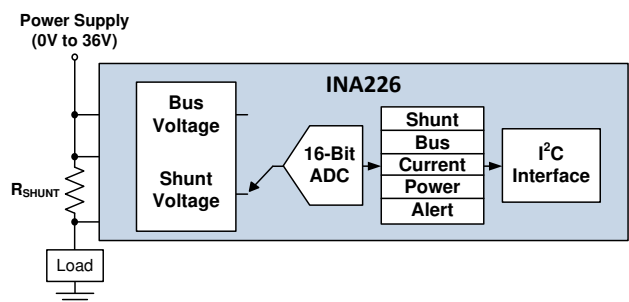 Power Supply
(0V to 36V)
INA226
Bus
Voltage
Shunt
Voltage
16-Bit
ADC
Shunt
Bus
Current
Power
Alert
I²C
Interface
RSHUNT
Load